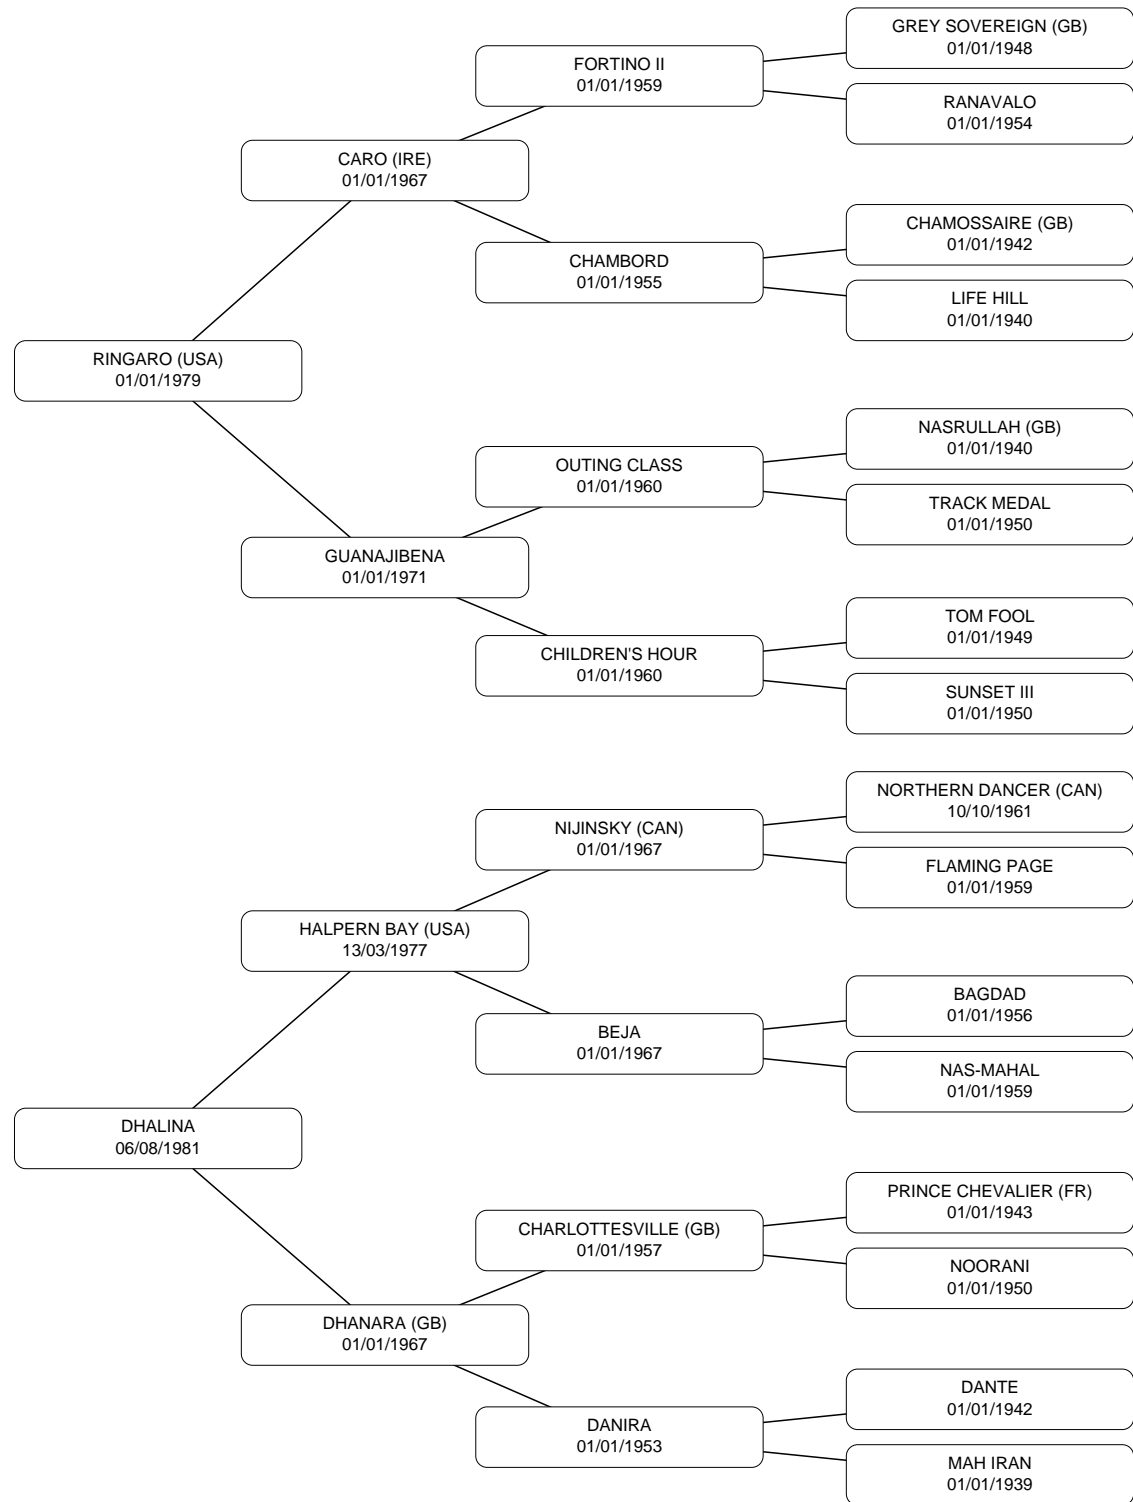 GREY SOVEREIGN (GB)
01/01/1948
FORTINO II
01/01/1959
RANAVALO
01/01/1954
CARO (IRE)
01/01/1967
CHAMOSSAIRE (GB)
01/01/1942
CHAMBORD
01/01/1955
LIFE HILL
01/01/1940
RINGARO (USA)
01/01/1979
NASRULLAH (GB)
01/01/1940
OUTING CLASS
01/01/1960
TRACK MEDAL
01/01/1950
GUANAJIBENA
01/01/1971
TOM FOOL
01/01/1949
CHILDREN'S HOUR
01/01/1960
SUNSET III
01/01/1950
NORTHERN DANCER (CAN)
10/10/1961
NIJINSKY (CAN)
01/01/1967
FLAMING PAGE
01/01/1959
HALPERN BAY (USA)
13/03/1977
BAGDAD
01/01/1956
BEJA
01/01/1967
NAS-MAHAL
01/01/1959
DHALINA
06/08/1981
PRINCE CHEVALIER (FR)
01/01/1943
CHARLOTTESVILLE (GB)
01/01/1957
NOORANI
01/01/1950
DHANARA (GB)
01/01/1967
DANTE
01/01/1942
DANIRA
01/01/1953
MAH IRAN
01/01/1939